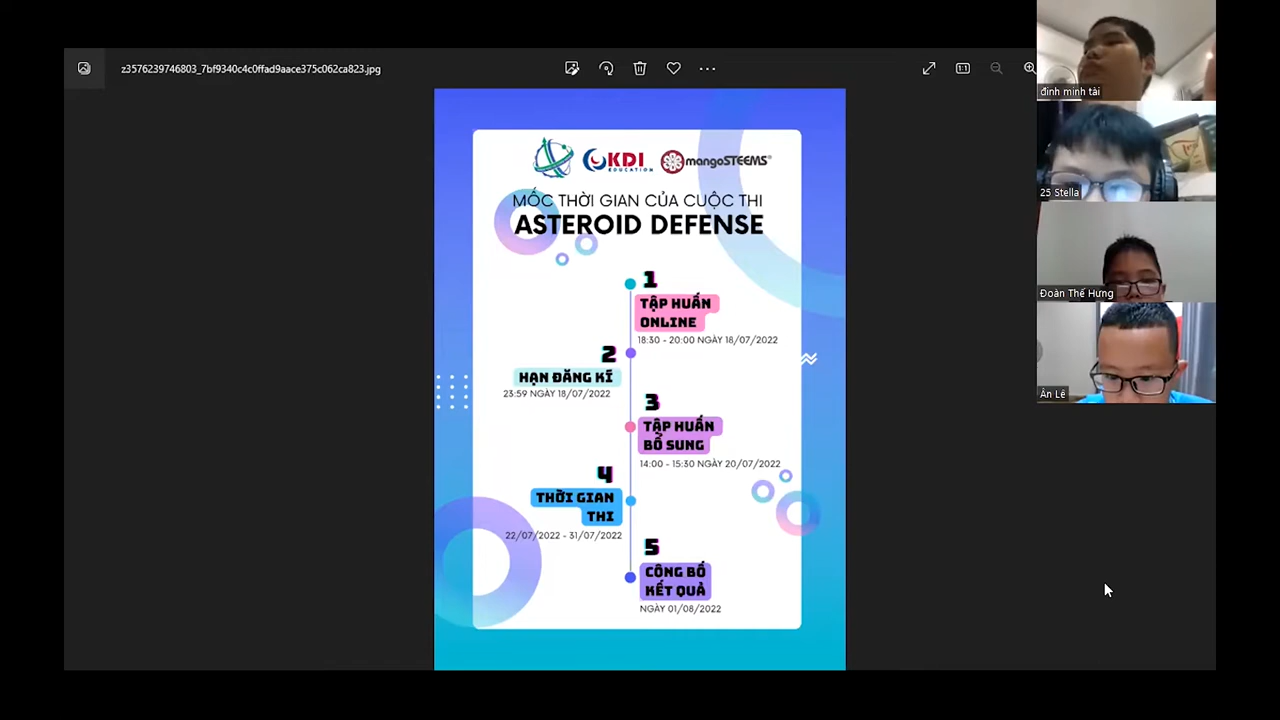 z3576239746803_7bf9340c4c0ffad9aace375c062ca823.jpg
KDI
EDUCATION
mangoSTEEMS®
MỐC THỜI GIAN CỦA CUỘC THI
ASTEROID DEFENSE
1
TẬP HUẤN
ONLINE
18:30 - 20:00 NGÀY 18/07/2022
2
HẠN ĐĂNG KÍ
23:59 NGÀY 18/07/2022
3
TẬP HUẤN
BỔ SUNG
14:00 - 15:30 NGÀY 20/07/2022
4
THỜI GIAN
THI
22/07/2022 - 31/07/2022
5
CÔNG BỐ
KẾT QUẢ
NGÀY 01/08/2022
đinh minh tài
25 Stella
Đoàn Thế Hưng
Ân Lê